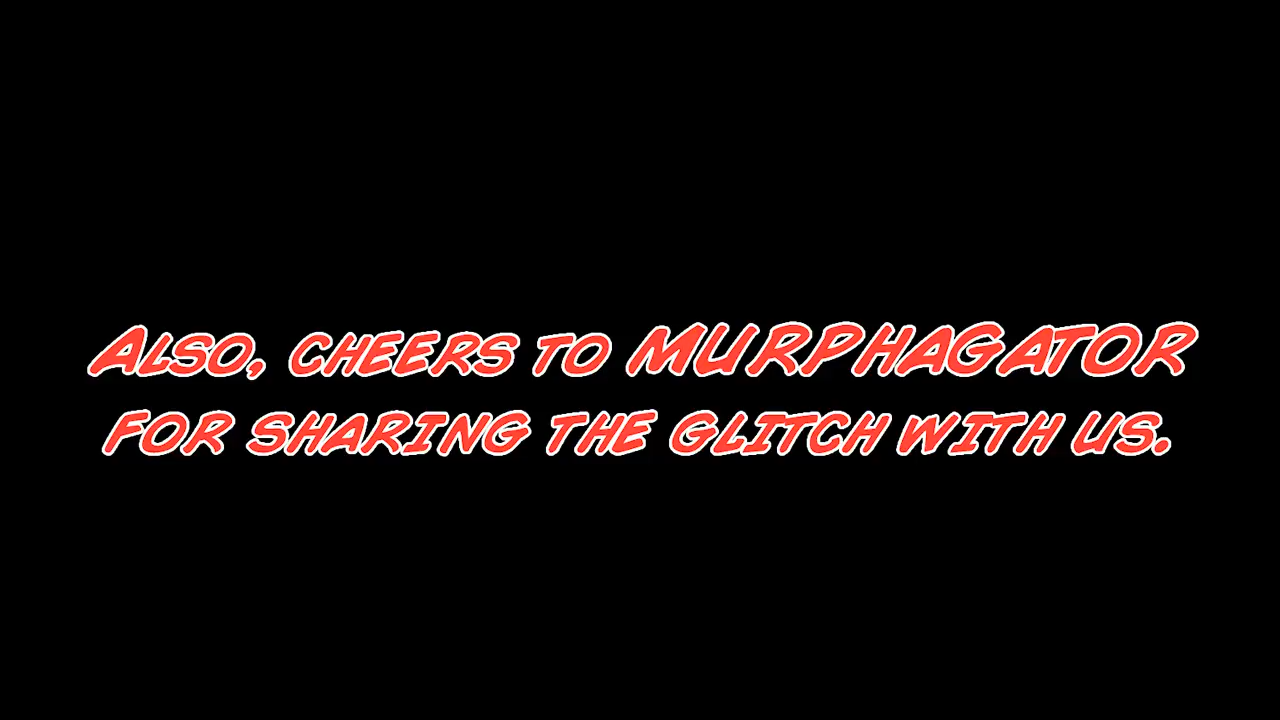 Also, cheers to MURPHAGATOR
for sharing the glitch with us.